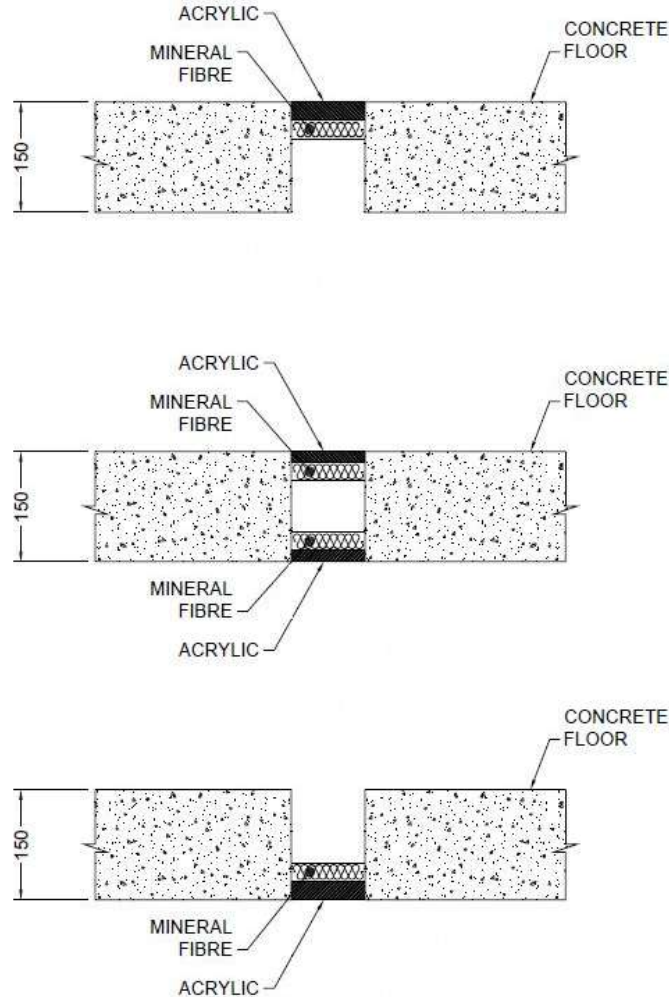 ACRYLIC
MINERAL
FIBRE
CONCRETE
FLOOR
150
ACRYLIC
MINERAL
FIBRE
CONCRETE
FLOOR
150
MINERAL
FIBRE
ACRYLIC
CONCRETE
FLOOR
150
MINERAL
FIBRE
ACRYLIC